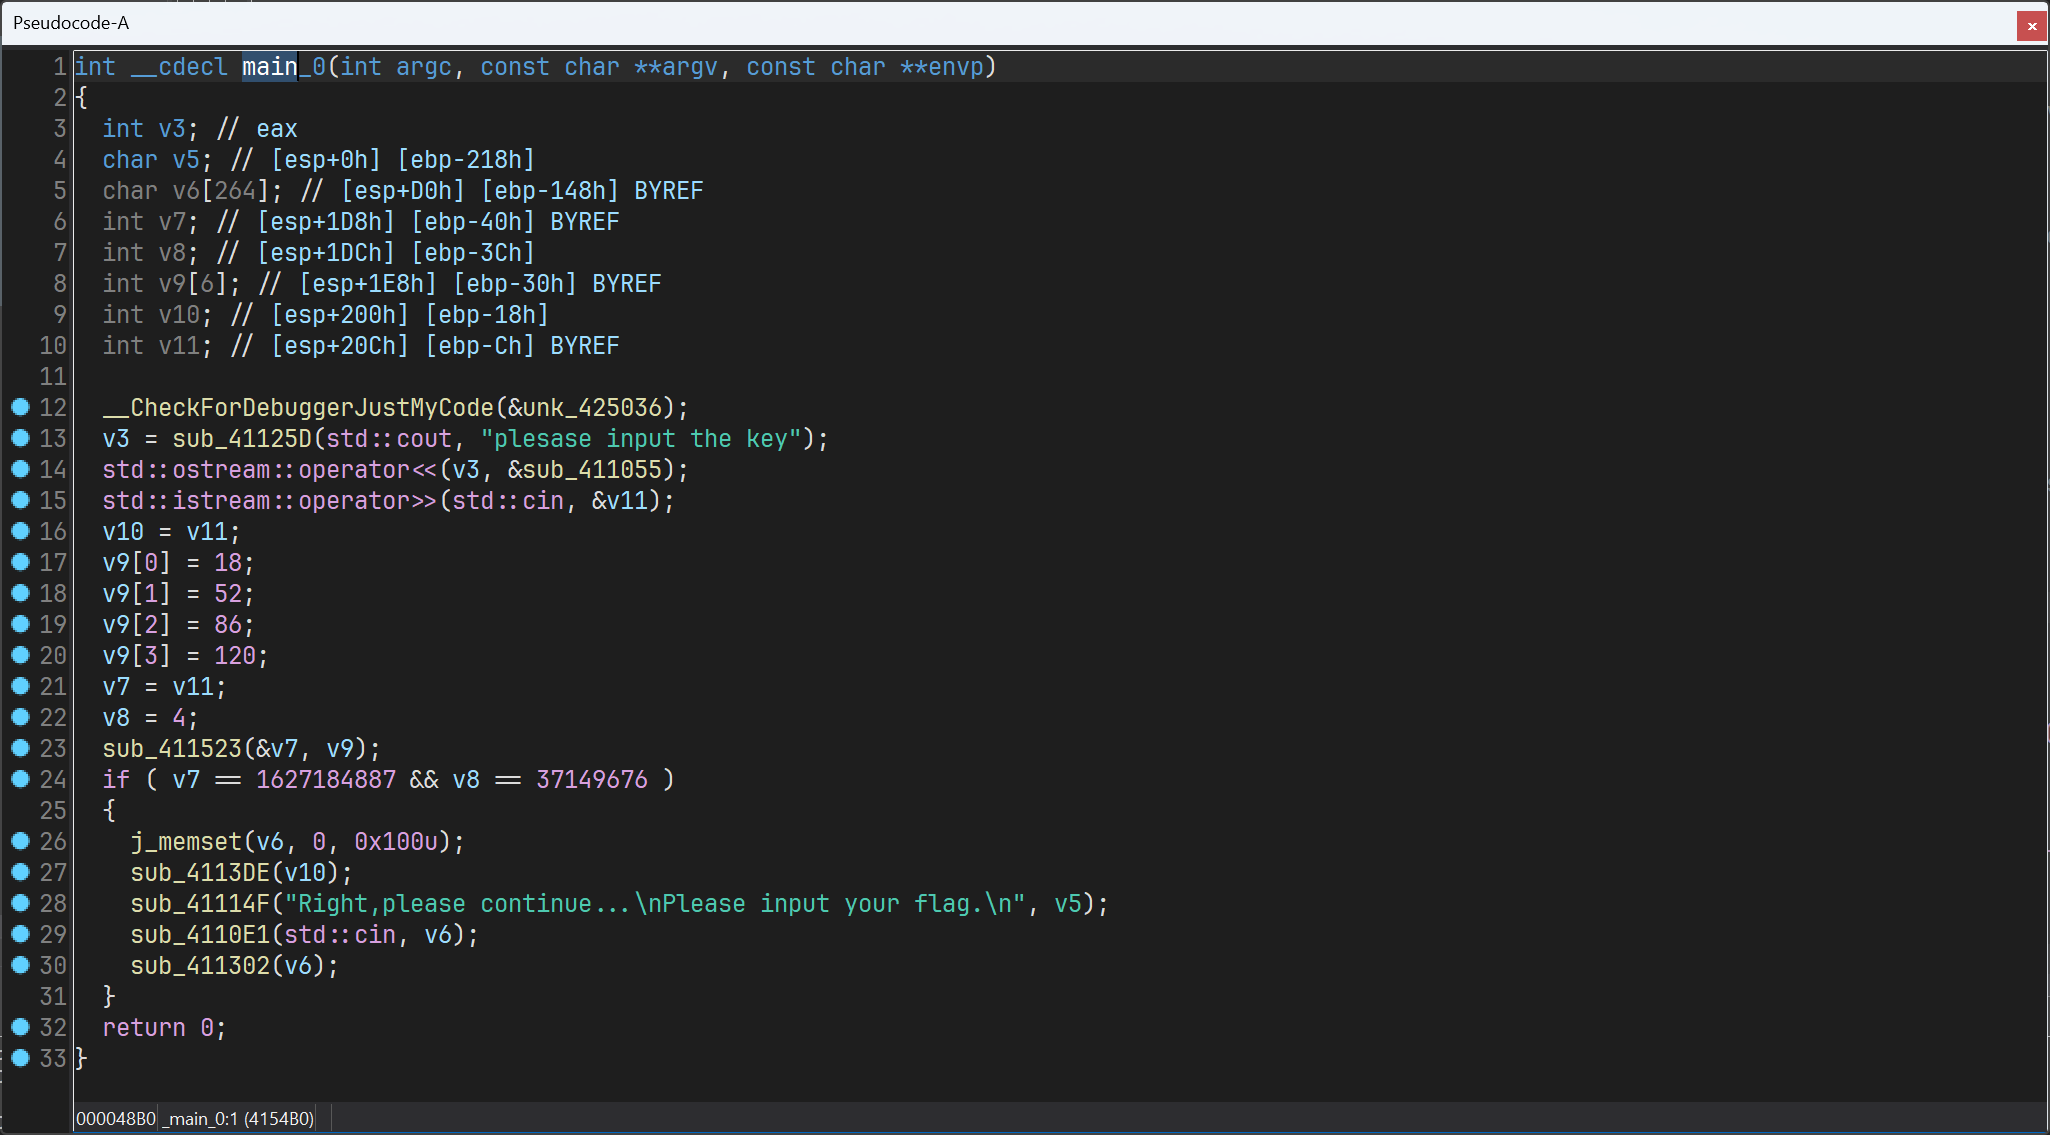 Pseudocode-A
1 int __cdecl main_0(int argc, const char **argv, const char **envp)
2 {
3   int v3; // eax
4   char v5; // [esp+0h] [ebp-218h]
5   char v6[264]; // [esp+D0h] [ebp-148h] BYREF
6   int v7; // [esp+1D8h] [ebp-40h] BYREF
7   int v8; // [esp+1DCh] [ebp-3Ch]
8   int v9[6]; // [esp+1E8h] [ebp-30h] BYREF
9   int v10; // [esp+200h] [ebp-18h]
10   int v11; // [esp+20Ch] [ebp-Ch] BYREF
11
12   __CheckForDebuggerJustMyCode(&unk_425036);
13   v3 = sub_41125D(std::cout, "plesase input the key");
14   std::ostream::operator<<(v3, &sub_411055);
15   std::istream::operator>>(std::cin, &v11);
16   v10 = v11;
17   v9[0] = 18;
18   v9[1] = 52;
19   v9[2] = 86;
20   v9[3] = 120;
21   v7 = v11;
22   v8 = 4;
23   sub_411523(&v7, v9);
24   if ( v7 == 1627184887 && v8 == 37149676 )
25   {
26     j_memset(v6, 0, 0x100u);
27     sub_4113DE(v10);
28     sub_41114F("Right,please continue...\nPlease input your flag.\n", v5);
29     sub_4110E1(std::cin, v6);
30     sub_411302(v6);
31   }
32   return 0;
33 }
000048B0 _main_0:1 (4154B0)